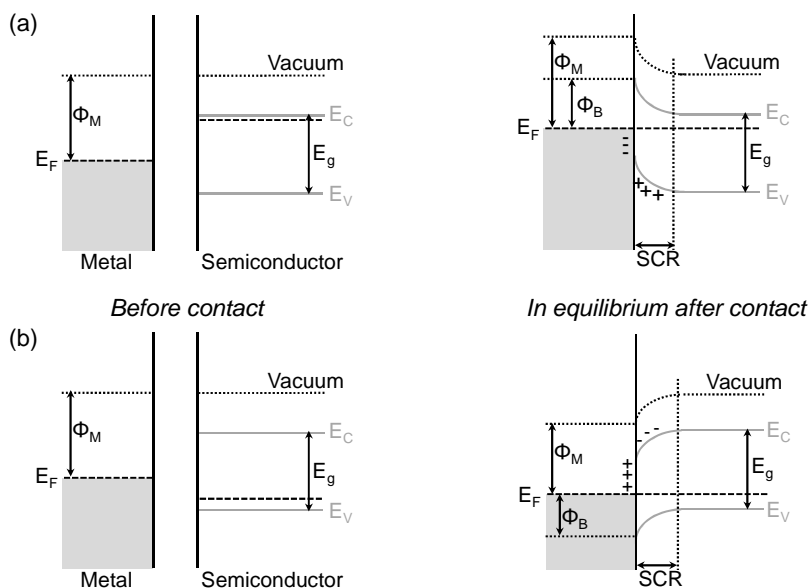 (a)
Vacuum
Φ_M
E_C
E_F
E_g
E_V
Metal
Semiconductor
Before contact
Φ_M
Vacuum
Φ_B
E_C
E_F
- - -
E_g
+ + +
E_V
SCR
In equilibrium after contact
(b)
Vacuum
Φ_M
E_C
E_F
E_g
E_V
Metal
Semiconductor
Vacuum
- - -
E_C
Φ_M
+ + +
E_g
E_F
Φ_B
E_V
SCR